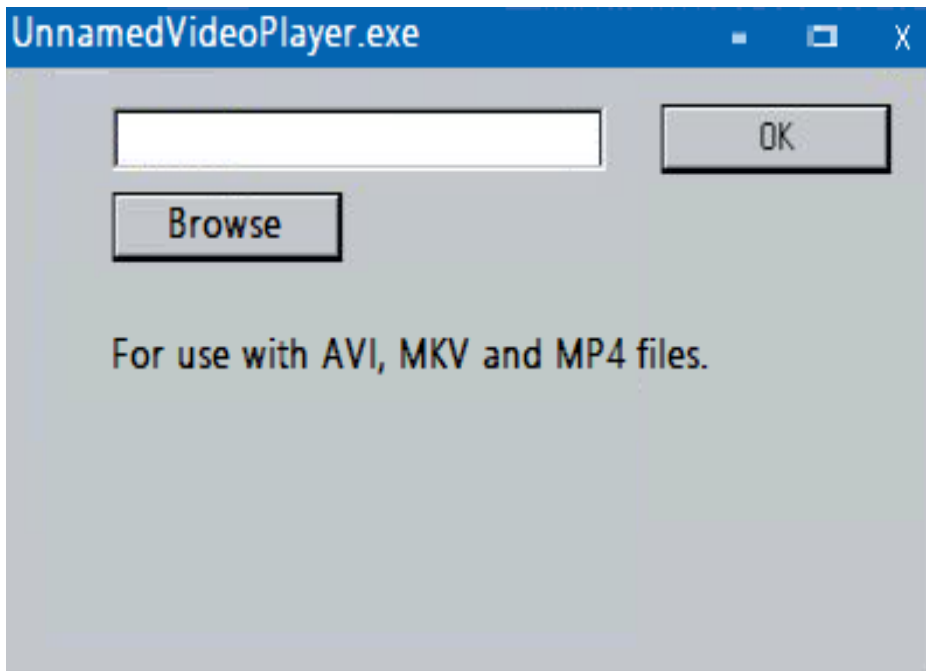 UnnamedVideoPlayer.exe
OK
Browse
For use with AVI, MKV and MP4 files.